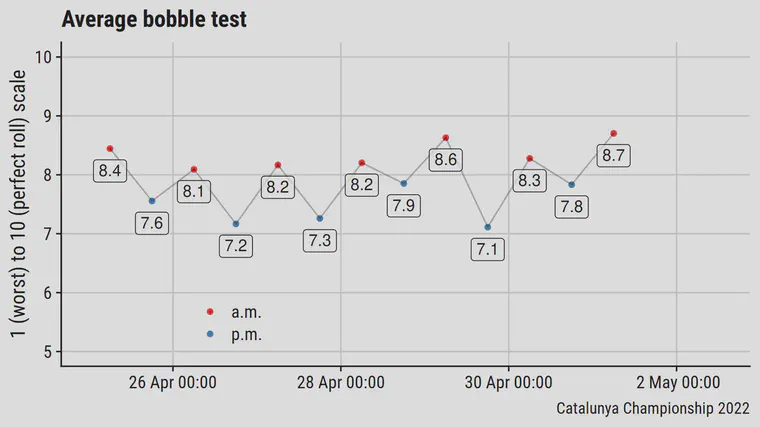 Average bobble test
1 (worst) to 10 (perfect roll) scale
10
9
8
7
6
5
8.4
7.6
8.1
7.2
8.2
7.3
8.2
7.9
8.6
7.1
8.3
7.8
8.7
a.m.
p.m.
26 Apr 00:00
28 Apr 00:00
30 Apr 00:00
2 May 00:00
Catalunya Championship 2022